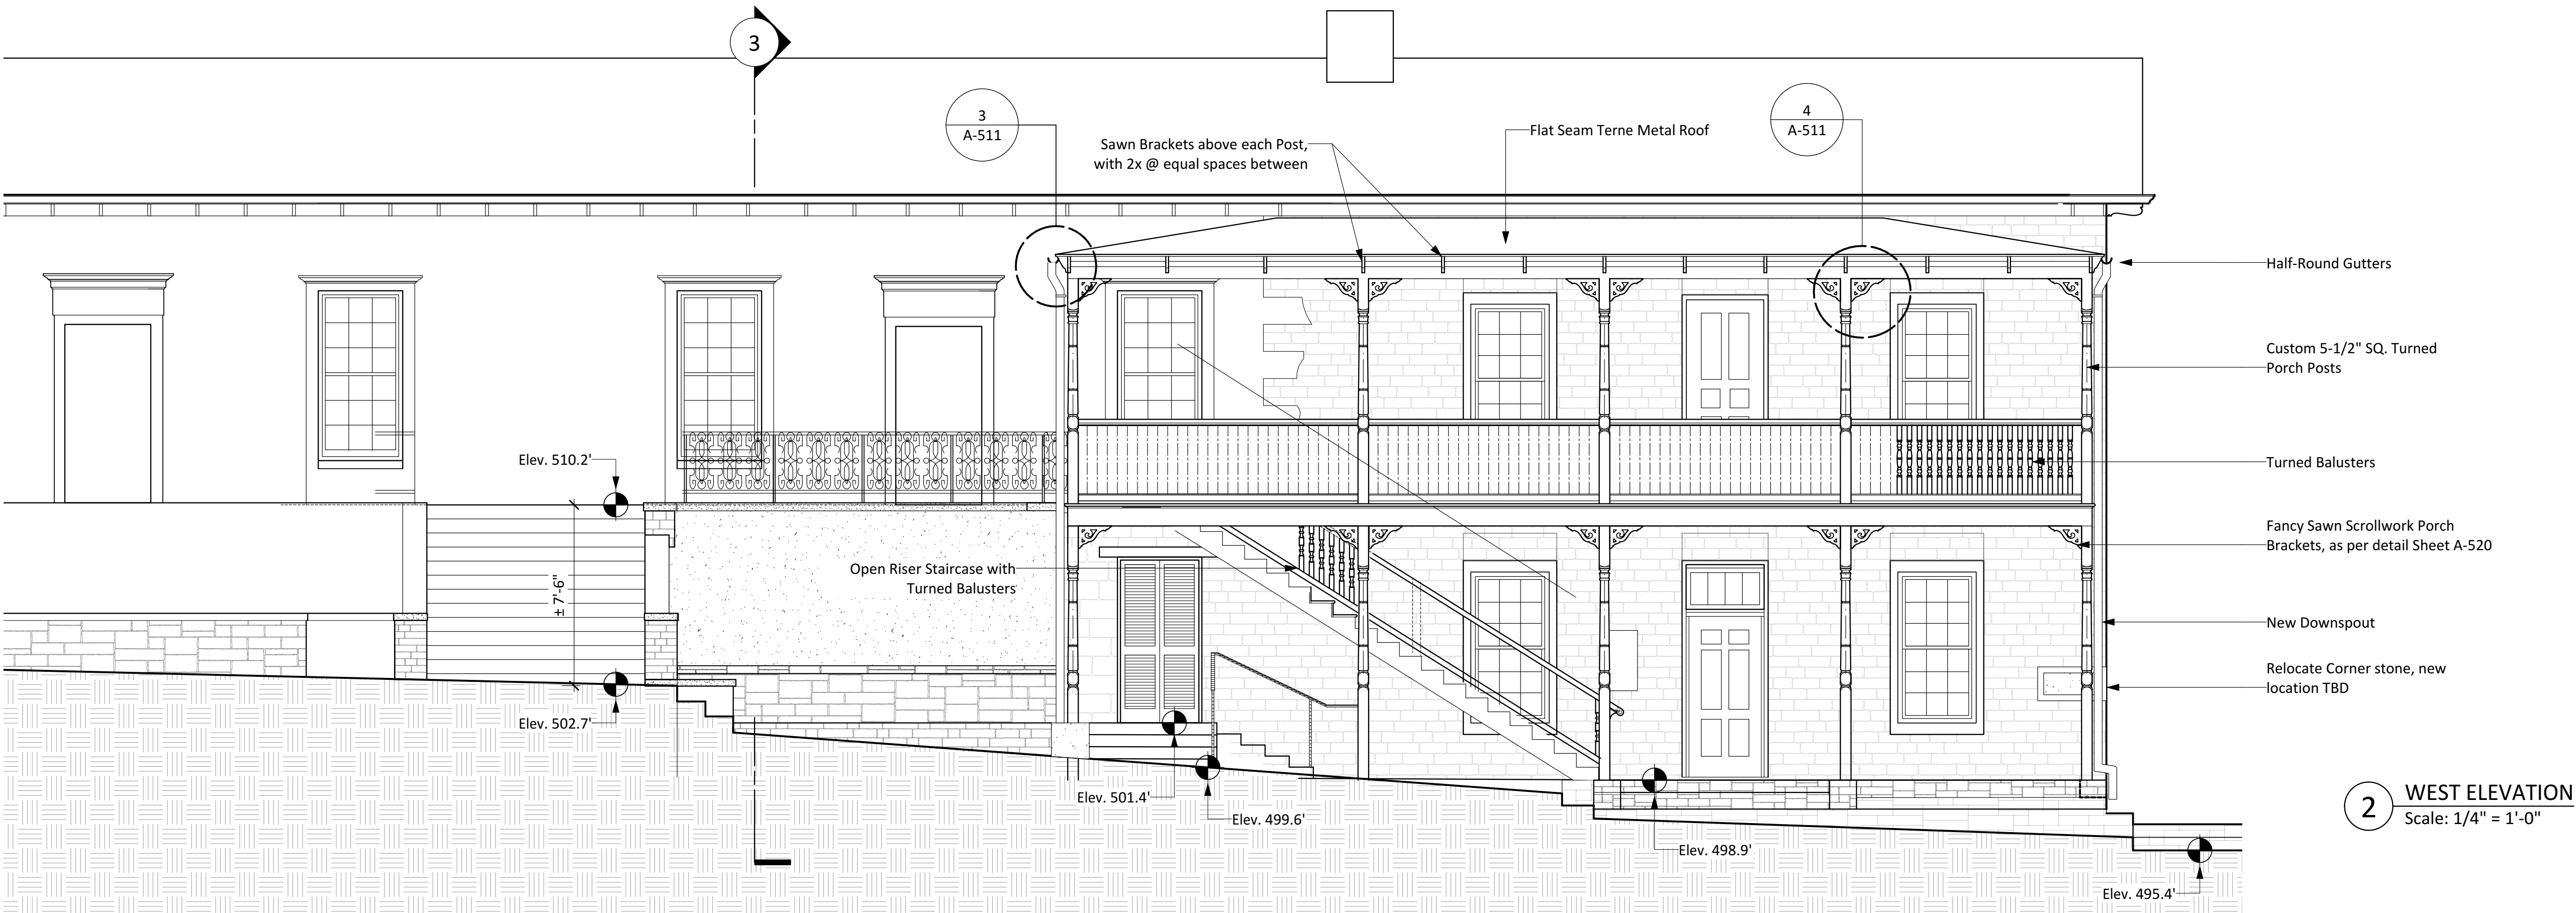 3
3
A-511
4
A-511
Sawn Brackets above each Post,
with 2x @ equal spaces between
Flat Seam Terne Metal Roof
Half-Round Gutters
Custom 5-1/2" SQ. Turned
Porch Posts
Elev. 510.2'
Turned Balusters
Fancy Sawn Scrollwork Porch
Brackets, as per detail Sheet A-520
Open Riser Staircase with
Turned Balusters
± 7'-6"
New Downspout
Relocate Corner stone, new
location TBD
Elev. 502.7'
Elev. 501.4'
Elev. 499.6'
Elev. 498.9'
Elev. 495.4'
2
WEST ELEVATION
Scale: 1/4" = 1'-0"